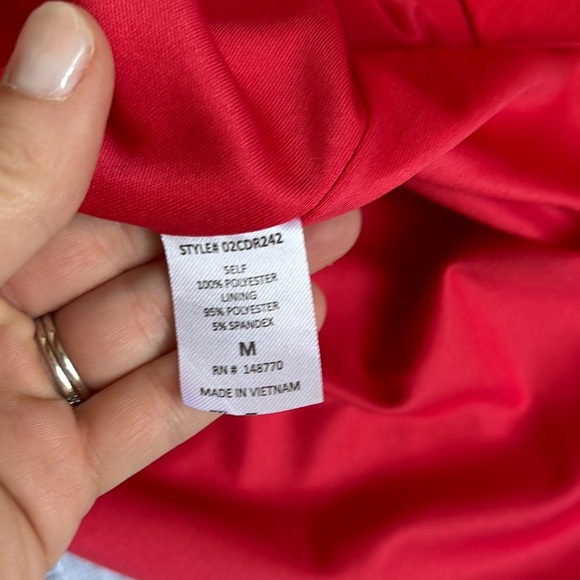 STYLE# 02CDR242
SELF
100% POLYESTER
LINING
95% POLYESTER
5% SPANDEX
M
RN # 148770
MADE IN VIETNAM